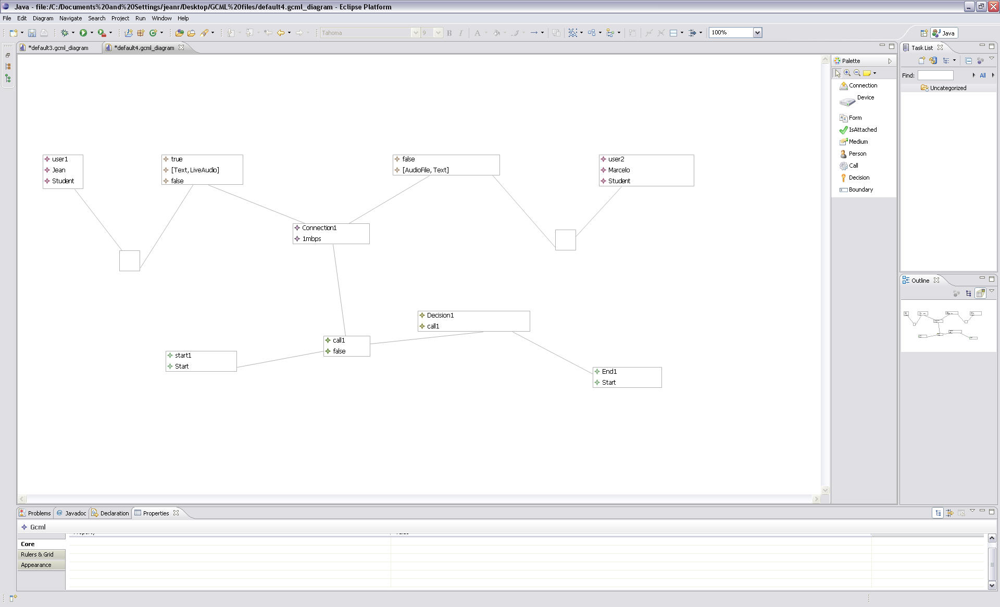 Java - file:/C:/Documents%20and%20Settings/jeanr/Desktop/GCML%20files/default4.gcml_diagram - Eclipse Platform
File Edit Diagram Navigate Search Project Run Window Help
Tahoma 9 B I A 100% Java
*default3.gcml_diagram *default4.gcml_diagram
Task List
Find: All
Uncategorized
Palette
Connection
Device
Form
IsAttached
Medium
Person
Call
Decision
Boundary
user1
Jean
Student
true
[Text, LiveAudio]
false
false
[AudioFile, Text]
user2
Marcelo
Student
Connection1
1mbps
Decision1
call1
call1
false
start1
Start
End1
Start
Outline
Problems @ Javadoc Declaration Properties
Gcml
Core
Rulers & Grid
Appearance